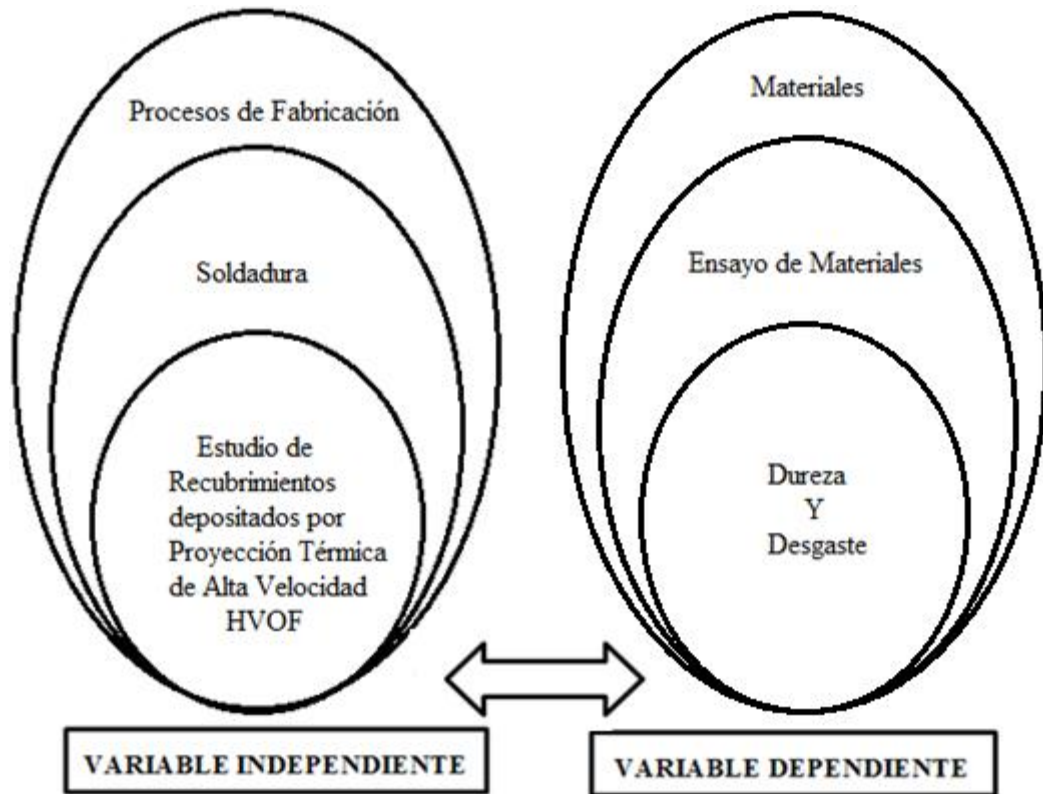 Procesos de Fabricación
Soldadura
Estudio de
Recubrimientos
depositados por
Proyección Térmica
de Alta Velocidad
HVOF
VARIABLE INDEPENDIENTE
Materiales
Ensayo de Materiales
Dureza
Y
Desgaste
VARIABLE DEPENDIENTE